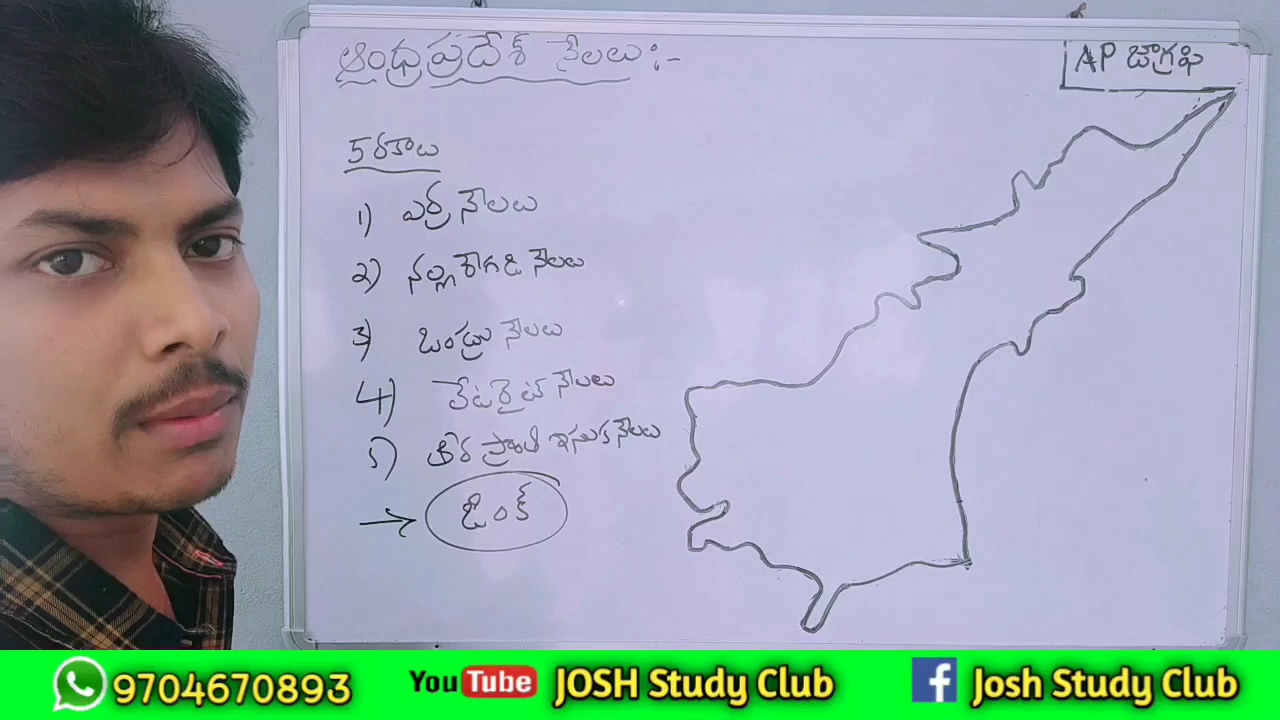 ఆంధ్రప్రదేశ్ నేలలు :-
AP జాగ్రఫి
రకాలు
1) ఎర్ర నేలలు
2) నల్లరేగడి నేలలు
3) ఒండ్రు నేలలు
4) లేటరైట్ నేలలు
5) తీర ప్రాంత ఇసుక నేలలు
→ జింక్
9704670893
YouTube JOSH Study Club
Josh Study Club